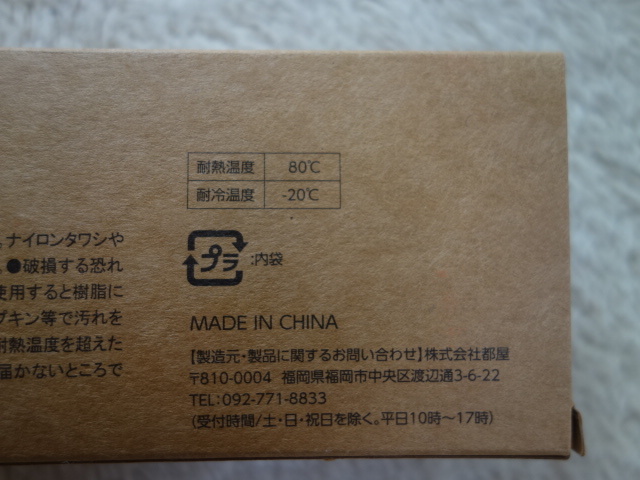 ナイロンタワシや
●破損する恐れ
使用すると樹脂に
プキン等で汚れを
耐熱温度を超えた
届かないところで
耐熱温度 80℃
耐冷温度 -20℃
プラ :内袋
MADE IN CHINA
【製造元・製品に関するお問い合わせ】株式会社都屋
〒810-0004 福岡県福岡市中央区渡辺通3-6-22
TEL:092-771-8833
(受付時間/土・日・祝日を除く。平日10時〜17時)